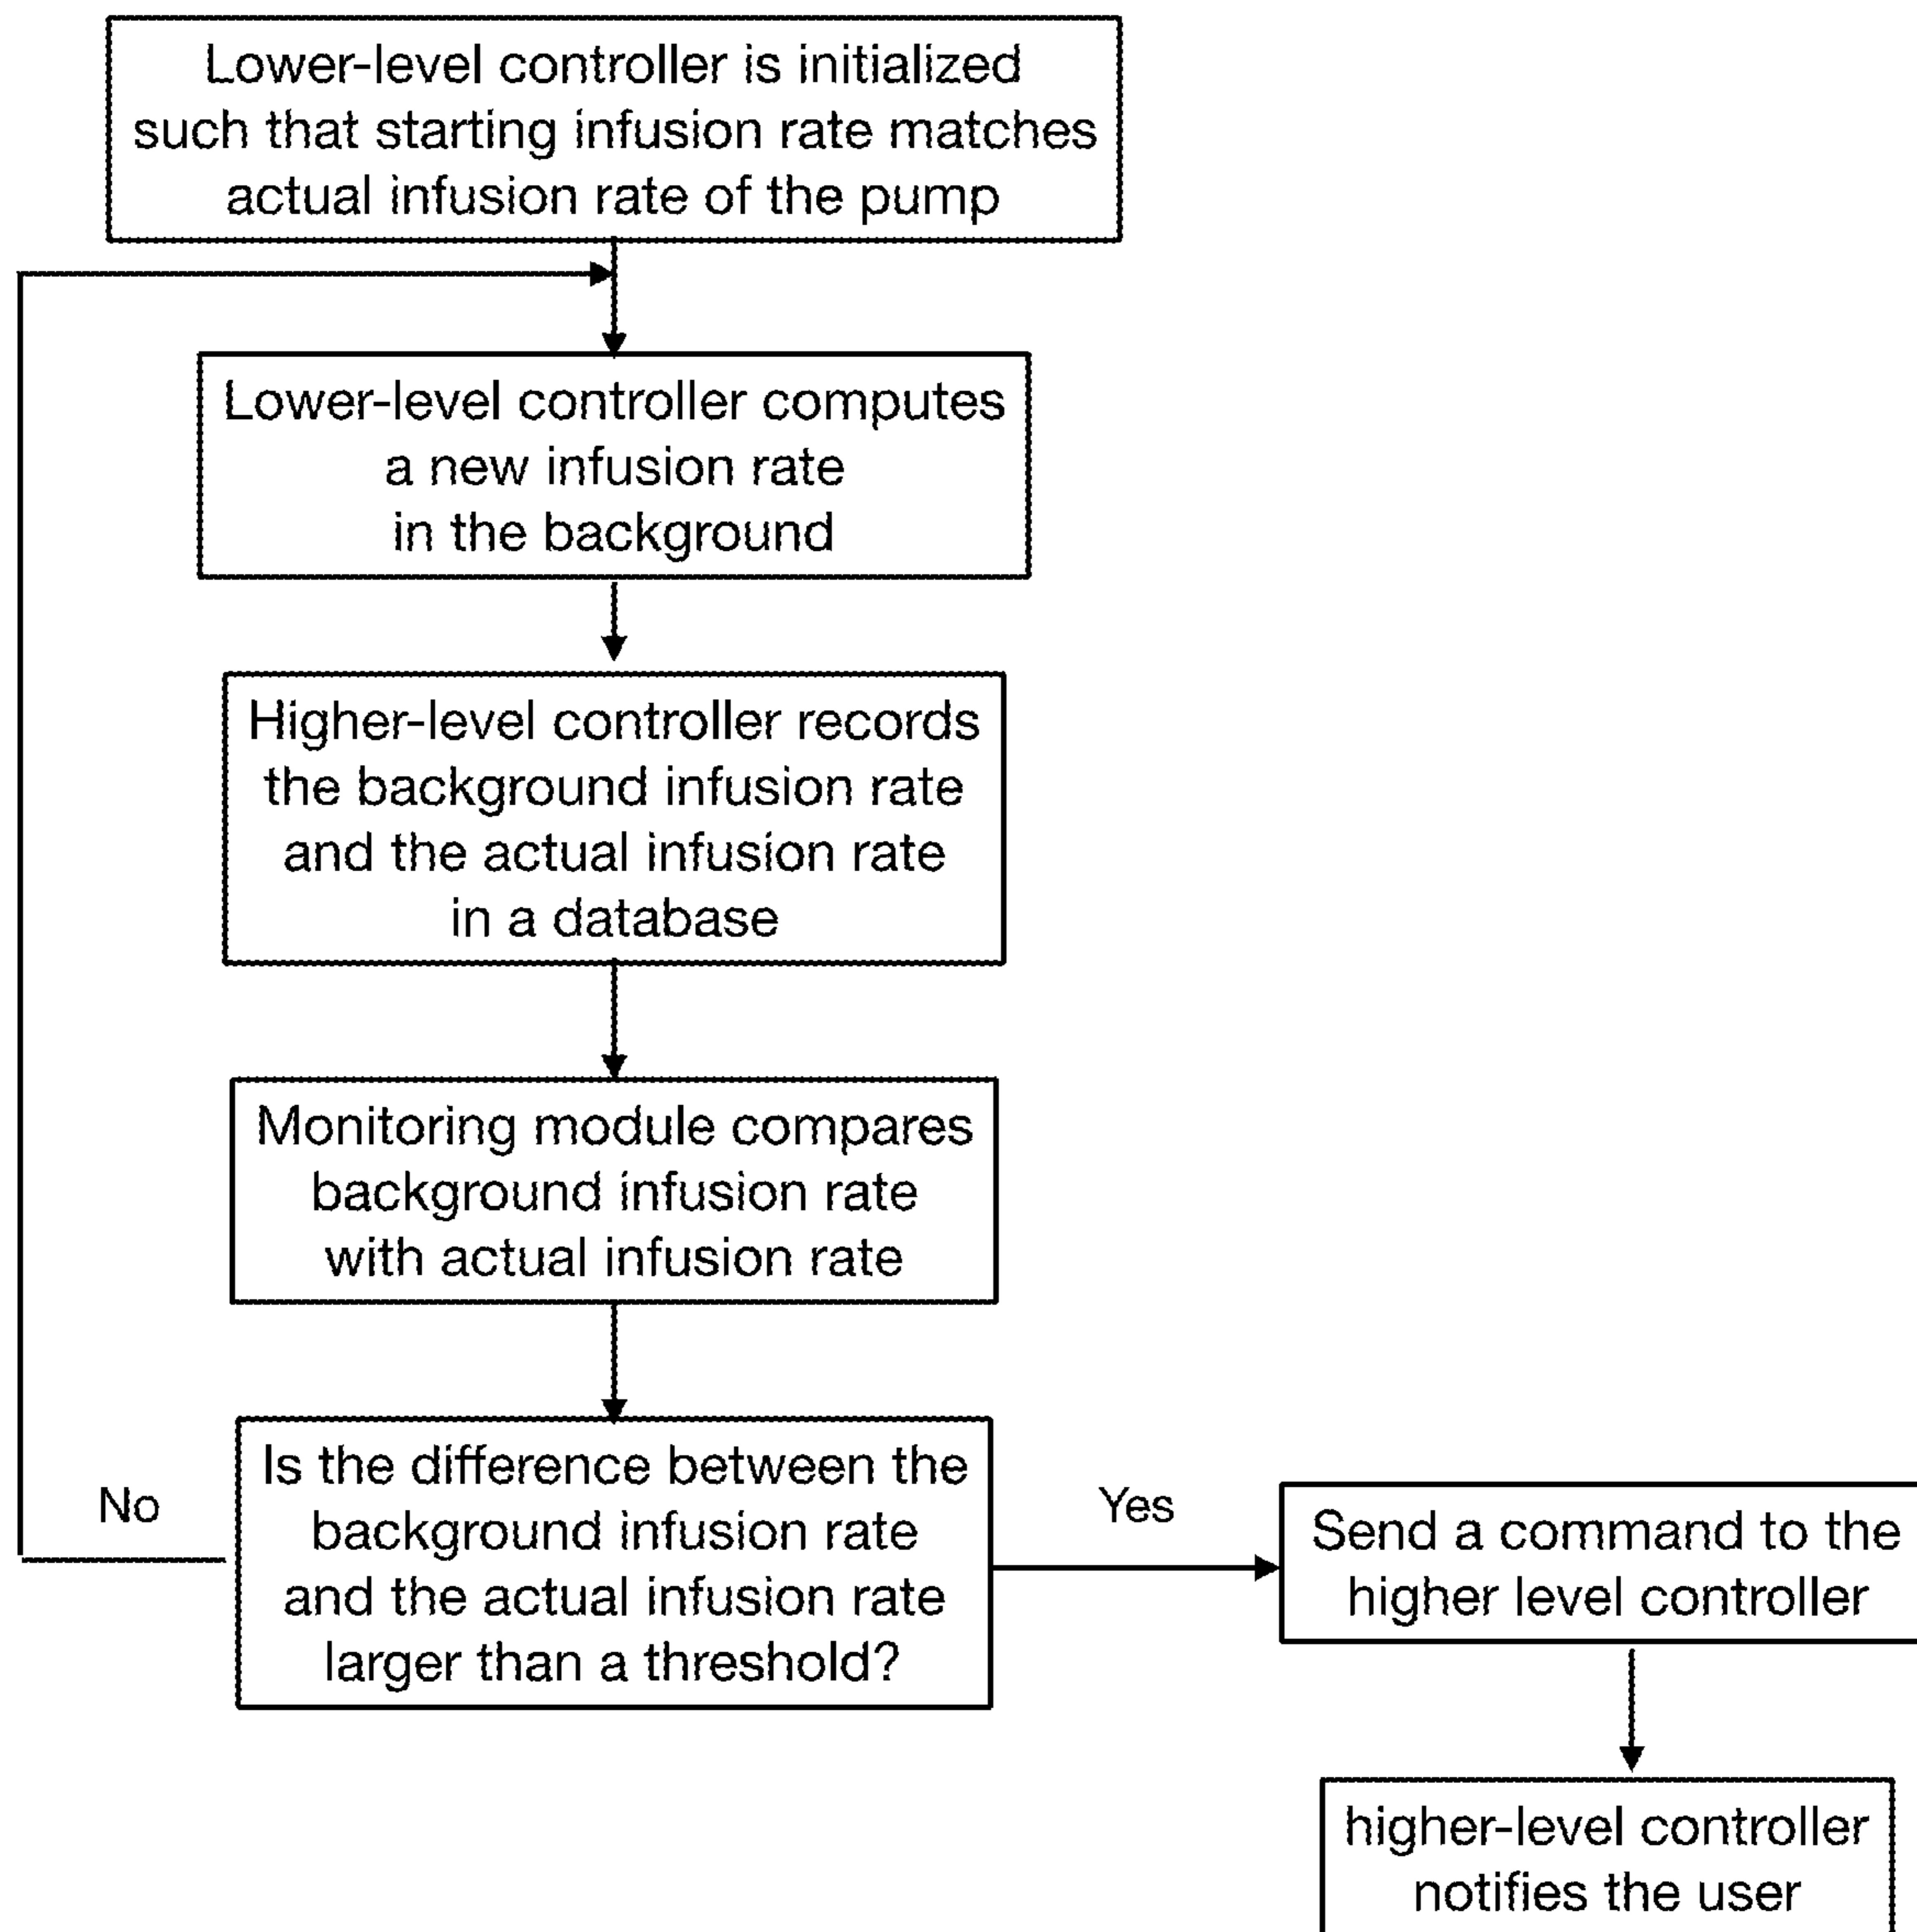 Lower-level controller is initialized
such that starting infusion rate matches
actual infusion rate of the pump
Lower-level controller computes
a new infusion rate
in the background
Higher-level controller records
the background infusion rate
and the actual infusion rate
in a database
Monitoring module compares
background infusion rate
with actual infusion rate
Is the difference between the
background infusion rate
and the actual infusion rate
larger than a threshold?
No
Yes
Send a command to the
higher level controller
higher-level controller
notifies the user